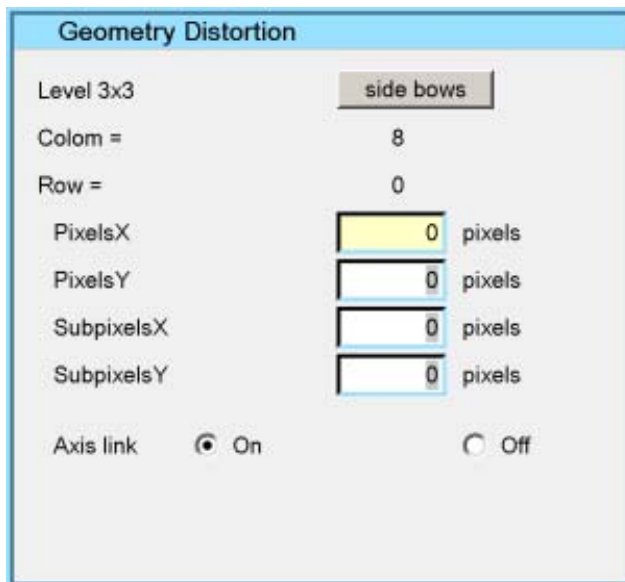 Geometry Distortion
Level 3x3 side bows
Colom = 8
Row = 0
PixelsX 0 pixels
PixelsY 0 pixels
SubpixelsX 0 pixels
SubpixelsY 0 pixels
Axis link On Off